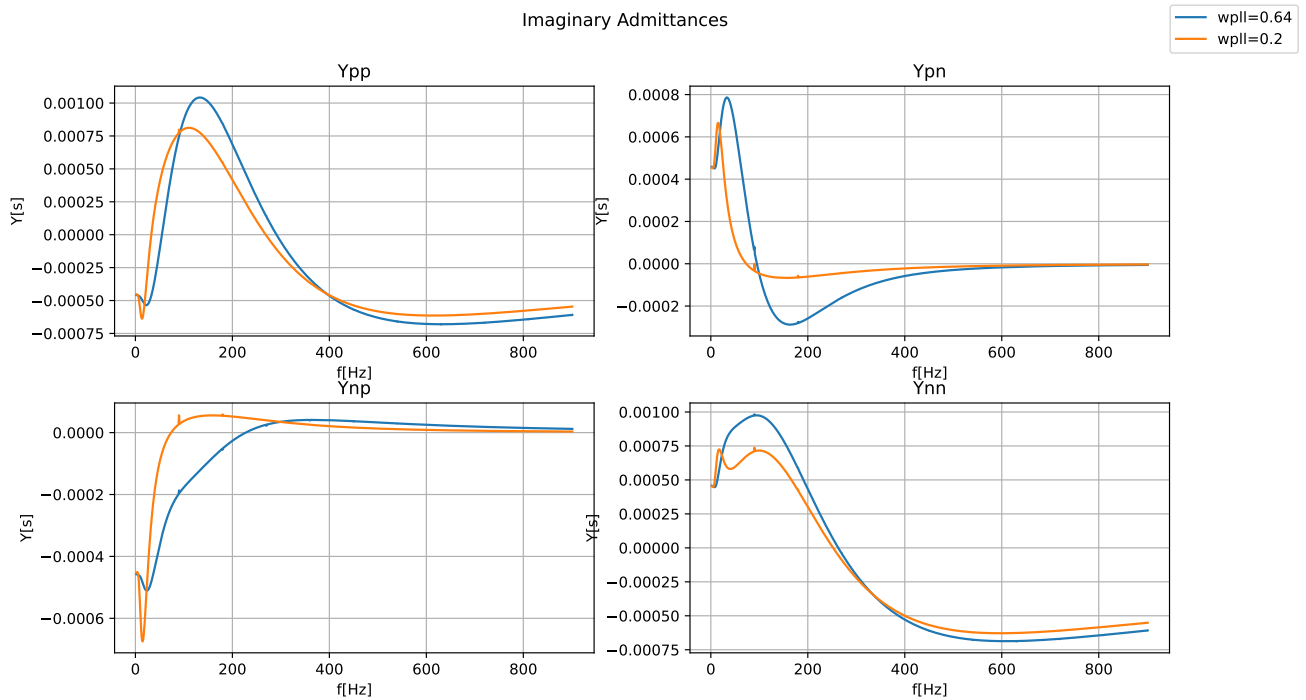 Imaginary Admittances
wpll=0.64
wpll=0.2
Ypp
0.00100
0.00075
0.00050
0.00025
0.00000
−0.00025
−0.00050
−0.00075
Y[s]
0 200 400 600 800
f[Hz]
Ypn
0.0008
0.0006
0.0004
0.0002
0.0000
−0.0002
Y[s]
0 200 400 600 800
f[Hz]
Ynp
0.0000
−0.0002
−0.0004
−0.0006
Y[s]
0 200 400 600 800
f[Hz]
Ynn
0.00100
0.00075
0.00050
0.00025
0.00000
−0.00025
−0.00050
−0.00075
Y[s]
0 200 400 600 800
f[Hz]